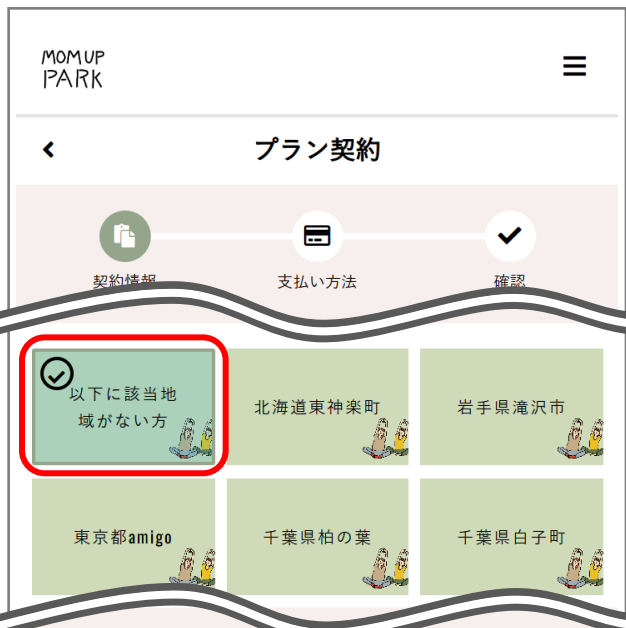 MOM UP
PARK
プラン契約
契約情報
支払い方法
確認
以下に該当地
域がない方
北海道東神楽町
岩手県滝沢市
東京都amigo
千葉県柏の葉
千葉県白子町